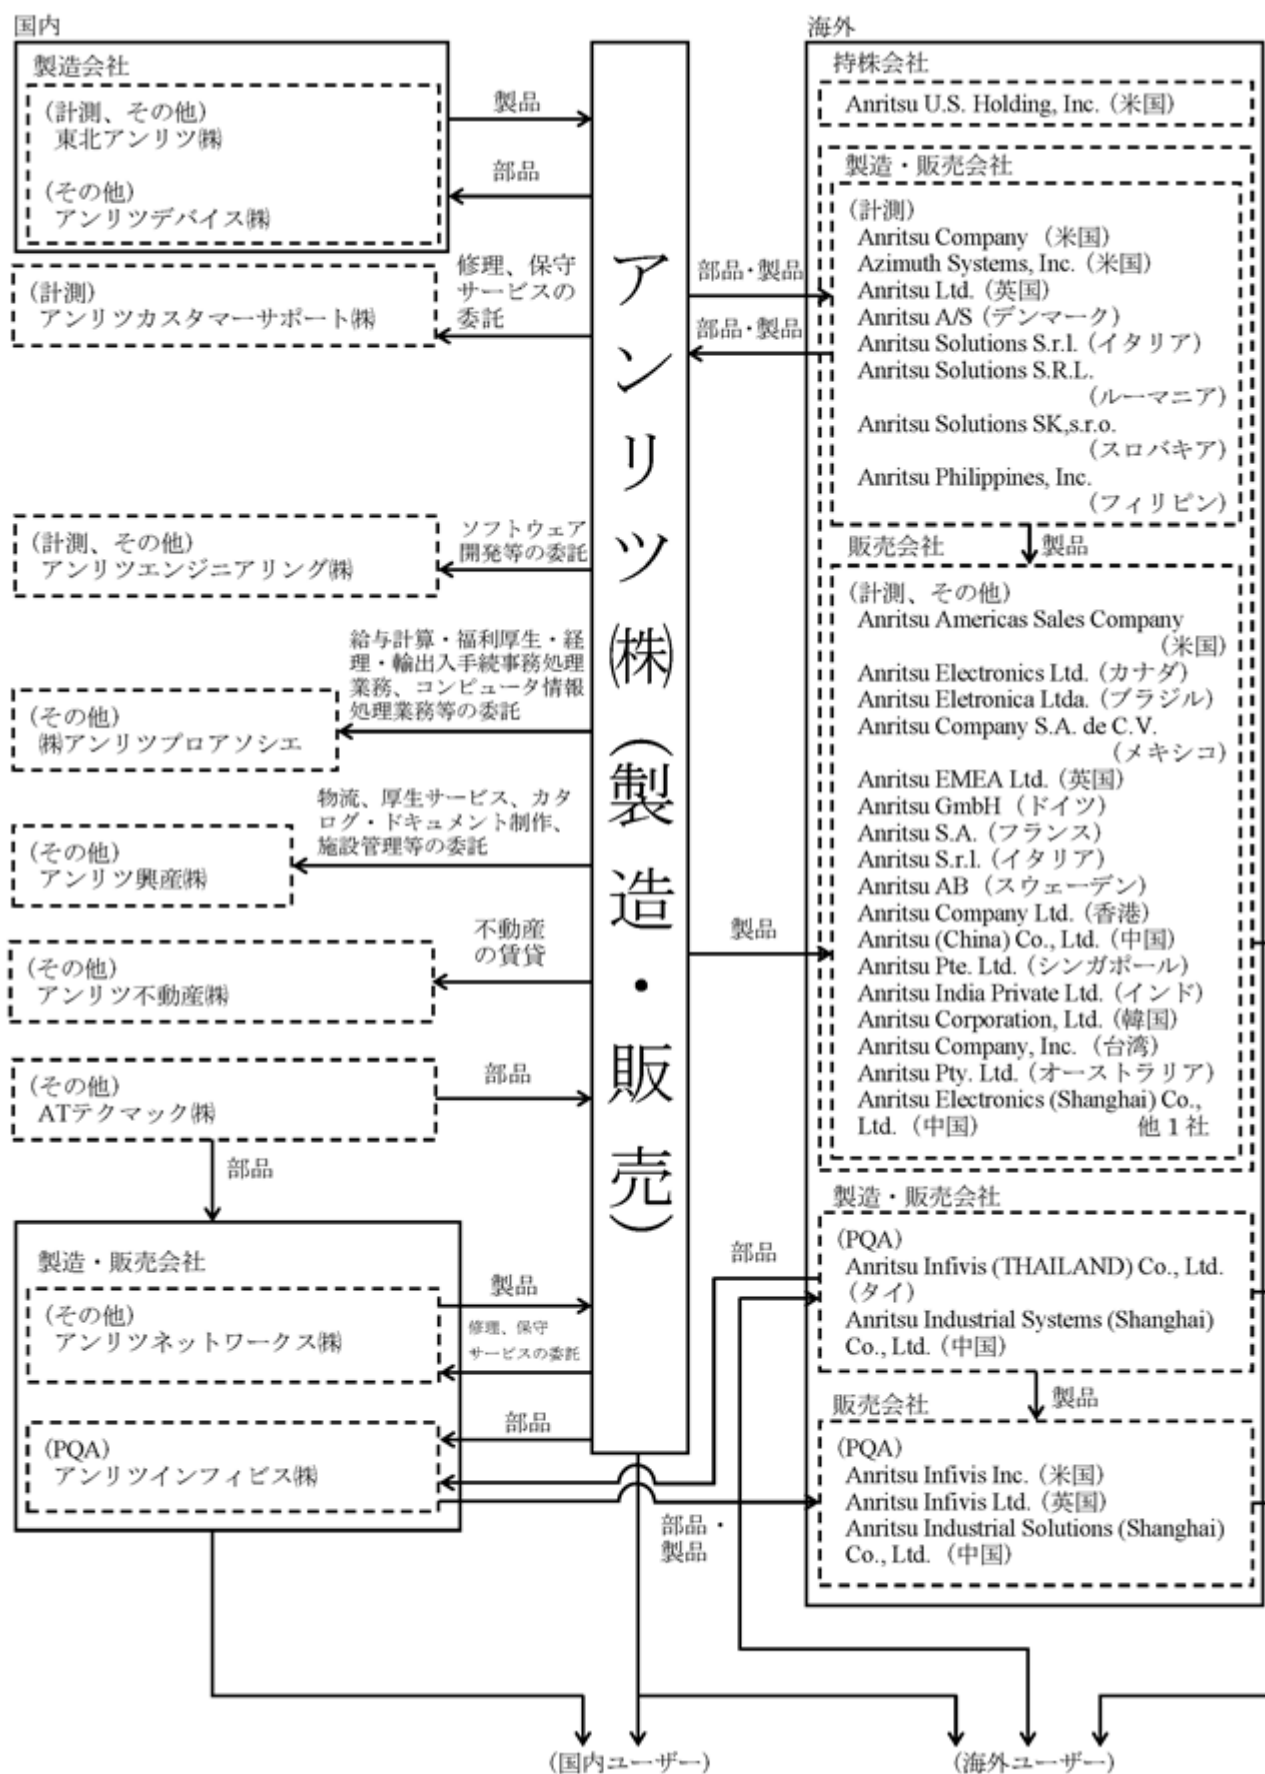 国内
製造会社
(計測、その他)
東北アンリツ㈱
(その他)
アンリツデバイス㈱
製品
部品
(計測)
アンリツカスタマーサポート㈱
修理、保守
サービスの
委託
(計測、その他)
アンリツエンジニアリング㈱
ソフトウェア
開発等の委託
給与計算・福利厚生・経
理・輸出入手続事務処理
業務、コンピュータ情報
処理業務等の委託
(その他)
㈱アンリツプロアソシエ
物流、厚生サービス、カタ
ログ・ドキュメント制作、
施設管理等の委託
(その他)
アンリツ興産㈱
不動産
の賃貸
(その他)
アンリツ不動産㈱
(その他)
ATテクマック㈱
部品
部品
製造・販売会社
(その他)
アンリツネットワークス㈱
製品
修理、保守
サービスの委託
(PQA)
アンリツインフィビス㈱
部品
アンリツ㈱(製造・販売)
部品・製品
部品・製品
製品
部品
部品・
製品
海外
持株会社
Anritsu U.S. Holding, Inc. (米国)
製造・販売会社
(計測)
Anritsu Company (米国)
Azimuth Systems, Inc. (米国)
Anritsu Ltd. (英国)
Anritsu A/S (デンマーク)
Anritsu Solutions S.r.l. (イタリア)
Anritsu Solutions S.R.L.
(ルーマニア)
Anritsu Solutions SK,s.r.o.
(スロバキア)
Anritsu Philippines, Inc.
(フィリピン)
販売会社
製品
(計測、その他)
Anritsu Americas Sales Company
(米国)
Anritsu Electronics Ltd. (カナダ)
Anritsu Eletronica Ltda. (ブラジル)
Anritsu Company S.A. de C.V.
(メキシコ)
Anritsu EMEA Ltd. (英国)
Anritsu GmbH (ドイツ)
Anritsu S.A. (フランス)
Anritsu S.r.l. (イタリア)
Anritsu AB (スウェーデン)
Anritsu Company Ltd. (香港)
Anritsu (China) Co., Ltd. (中国)
Anritsu Pte. Ltd. (シンガポール)
Anritsu India Private Ltd. (インド)
Anritsu Corporation, Ltd. (韓国)
Anritsu Company, Inc. (台湾)
Anritsu Pty. Ltd. (オーストラリア)
Anritsu Electronics (Shanghai) Co.,
Ltd. (中国) 他1社
製造・販売会社
(PQA)
Anritsu Infivis (THAILAND) Co., Ltd.
(タイ)
Anritsu Industrial Systems (Shanghai)
Co., Ltd. (中国)
販売会社
製品
(PQA)
Anritsu Infivis Inc. (米国)
Anritsu Infivis Ltd. (英国)
Anritsu Industrial Solutions (Shanghai)
Co., Ltd. (中国)
(国内ユーザー)
(海外ユーザー)